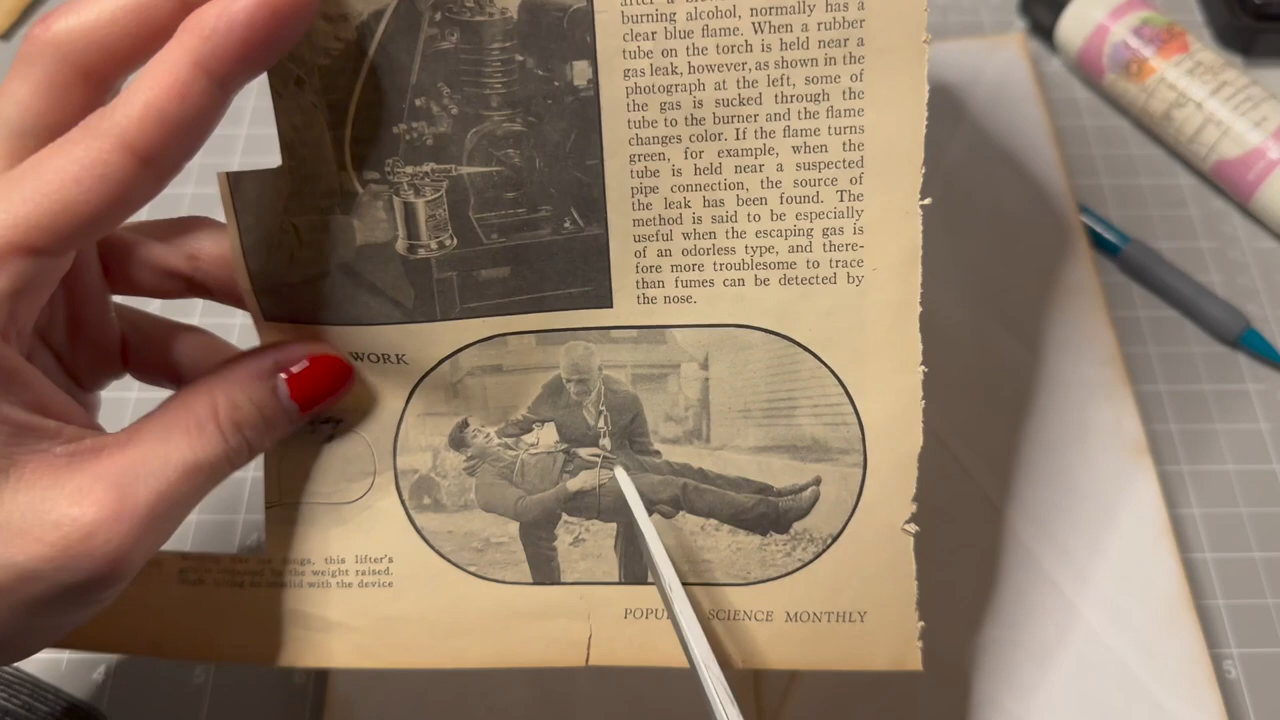 burning alcohol, normally has a
clear blue flame. When a rubber
tube on the torch is held near a
gas leak, however, as shown in the
photograph at the left, some of
the gas is sucked through the
tube to the burner and the flame
changes color. If the flame turns
green, for example, when the
tube is held near a suspected
pipe connection, the source of
the leak has been found. The
method is said to be especially
useful when the escaping gas is
of an odorless type, and there-
fore more troublesome to trace
than fumes can be detected by
the nose.
WORK
this lifter's
the weight raised.
with the device
SCIENCE MONTHLY
5